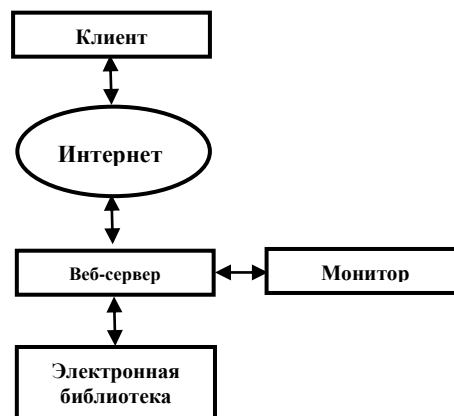 Клиент
Интернет
Веб-сервер
Монитор
Электронная
библиотека